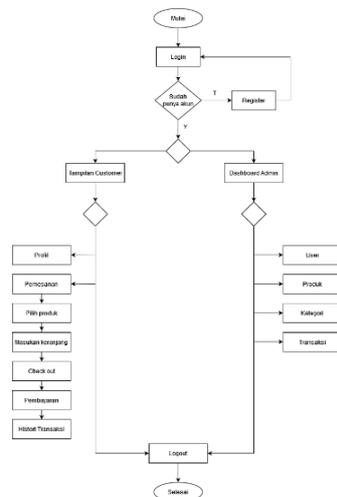 Mulai
Login
Sudah
punya akun
T
Register
Y
Tampilan Customer
Dashboard Admin
Profil
User
Pemesanan
Produk
Pilih produk
Kategori
Masukan keranjang
Transaksi
Check out
Pembayaran
Histori Transaksi
Logout
Selesai